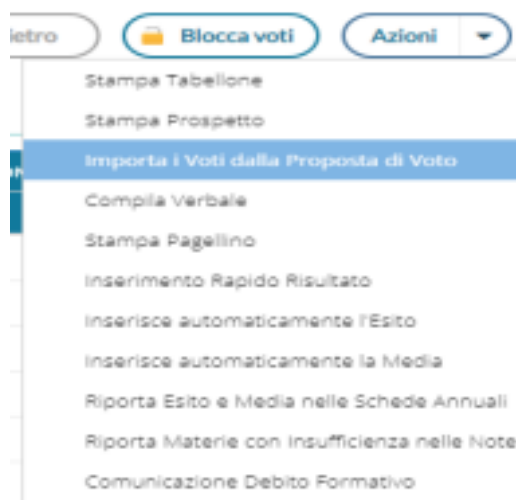 ietro Blocca voti Azioni
Stampa Tabellone
Stampa Prospetto
Importa i Voti dalla Proposta di Voto
Compila Verbale
Stampa Pagellino
Inserimento Rapido Risultato
Inserisce automaticamente l'Esito
Inserisce automaticamente la Media
Riporta Esito e Media nelle Schede Annuali
Riporta Materie con Insufficienza nelle Note
Comunicazione Debito Formativo